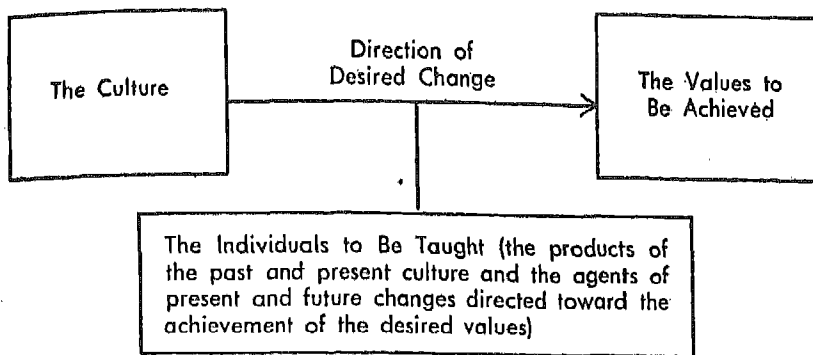 The Culture
Direction of
Desired Change
The Values to
Be Achieved
The Individuals to Be Taught (the products of
the past and present culture and the agents of
present and future changes directed toward the
achievement of the desired values)